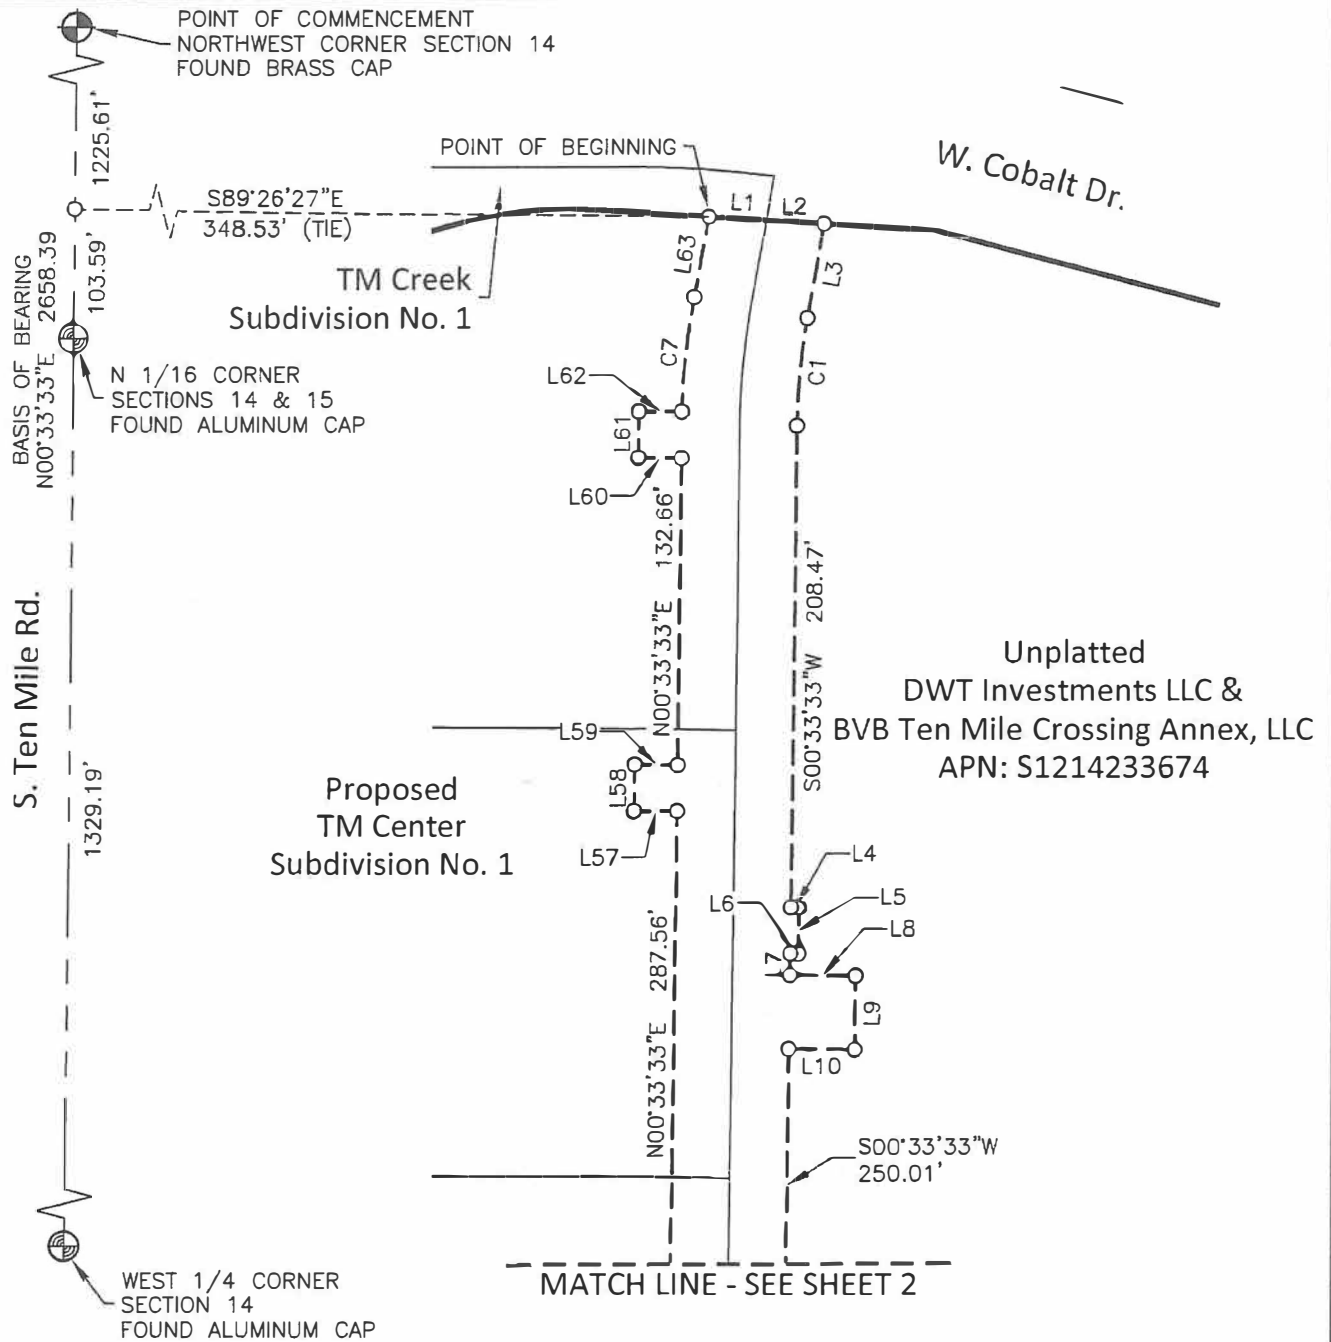 POINT OF COMMENCEMENT
NORTHWEST CORNER SECTION 14
FOUND BRASS CAP
1225.61'
POINT OF BEGINNING
W. Cobalt Dr.
S89°26'27"E
348.53' (TIE)
L1
L2
L63
L3
TM Creek
Subdivision No. 1
BASIS OF BEARING
N00°33'33"E 2658.39
103.59'
N 1/16 CORNER
SECTIONS 14 & 15
FOUND ALUMINUM CAP
C7
C1
L62
L61
L60
N00°33'33"E 132.66'
S00°33'33"W 208.47'
S. Ten Mile Rd.
1329.19'
Unplatted
DWT Investments LLC &
BVB Ten Mile Crossing Annex, LLC
APN: S1214233674
L59
L58
L57
Proposed
TM Center
Subdivision No. 1
L4
L5
L6
L8
L7
L9
L10
N00°33'33"E 287.56'
S00°33'33"W
250.01'
WEST 1/4 CORNER
SECTION 14
FOUND ALUMINUM CAP
MATCH LINE - SEE SHEET 2